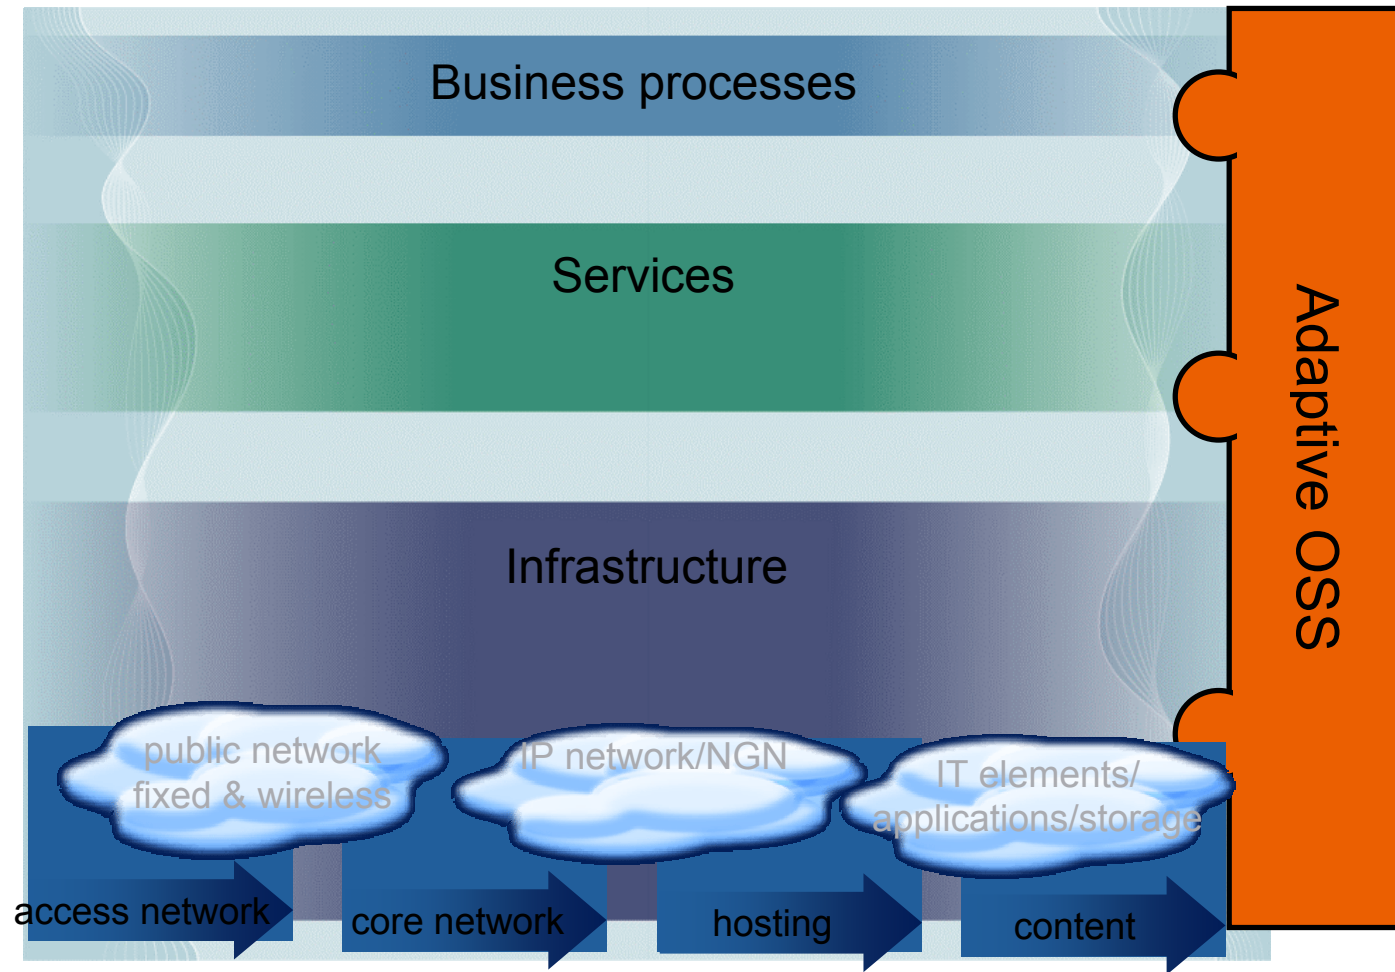 Business processes
Services
Infrastructure
Adaptive OSS
public network
fixed & wireless
IP network/NGN
IT elements/
applications/storage
access network
core network
hosting
content